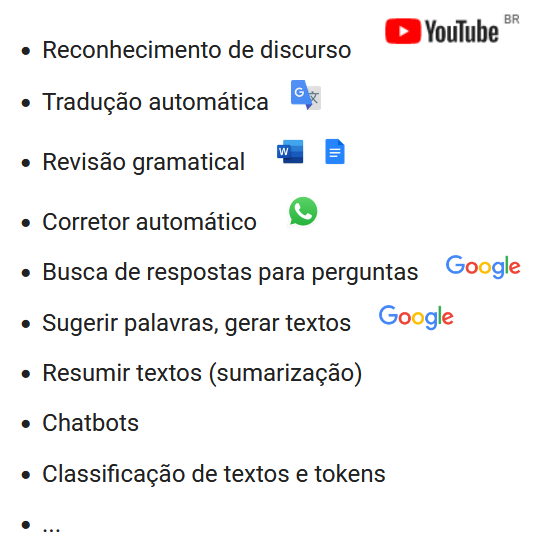 Reconhecimento de discurso YouTube BR
Tradução automática G 文
Revisão gramatical W
Corretor automático
Busca de respostas para perguntas Google
Sugerir palavras, gerar textos Google
Resumir textos (sumarização)
Chatbots
Classificação de textos e tokens
...